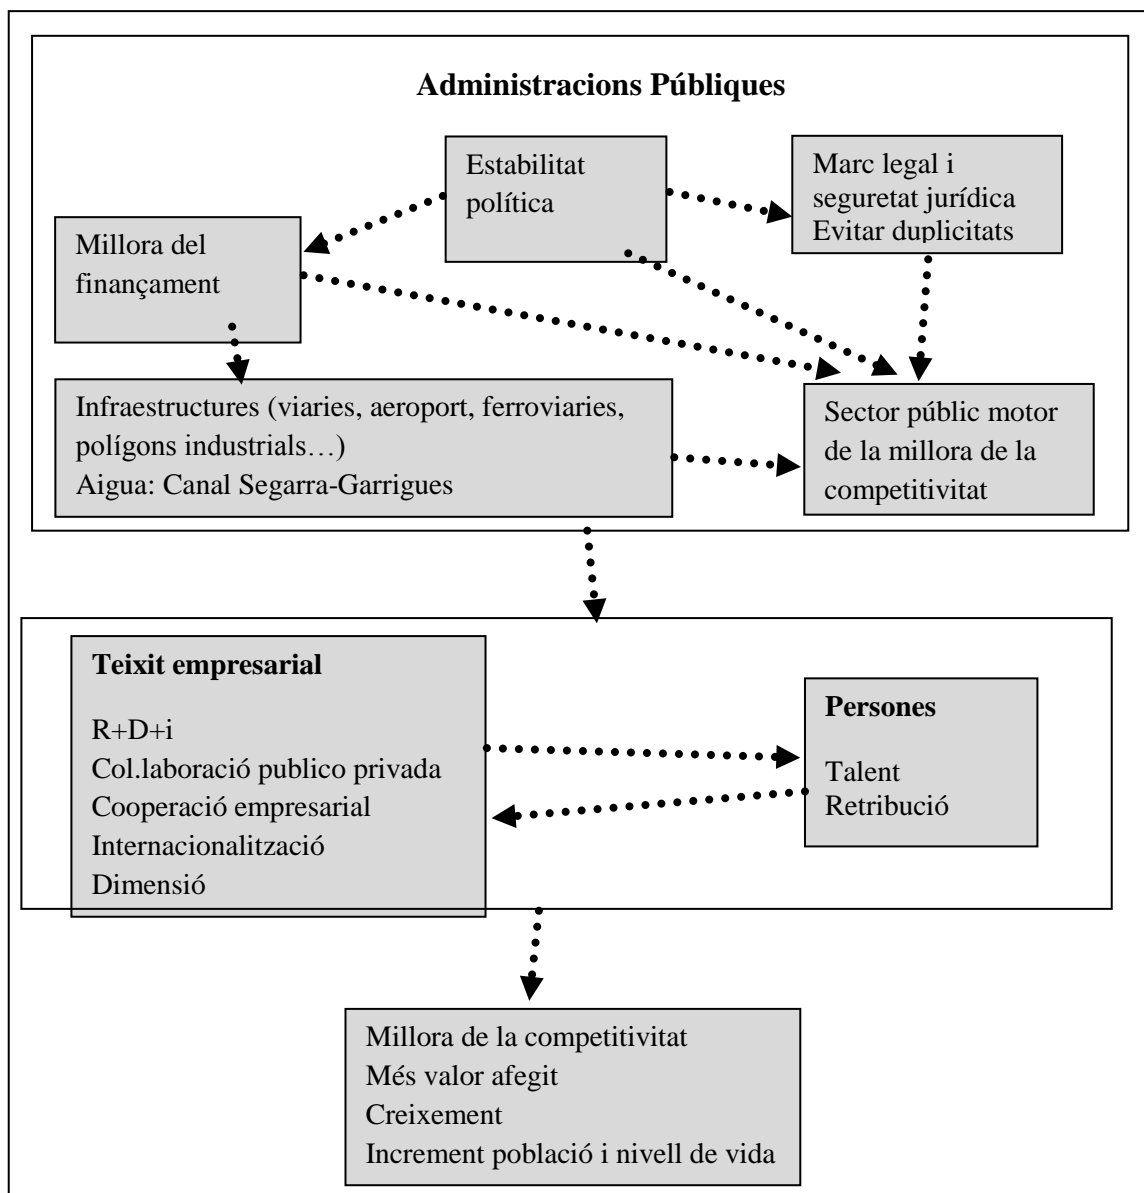 Administracions Públiques
Estabilitat
política
Marc legal i
seguretat jurídica
Evitar duplicitats
Millora del
finançament
Infraestructures (viaries, aeroport, ferroviaries,
polígons industrials…)
Aigua: Canal Segarra-Garrigues
Sector públic motor
de la millora de la
competitivitat
Teixit empresarial
R+D+i
Col.laboració publico privada
Cooperació empresarial
Internacionalització
Dimensió
Persones
Talent
Retribució
Millora de la competitivitat
Més valor afegit
Creixement
Increment població i nivell de vida